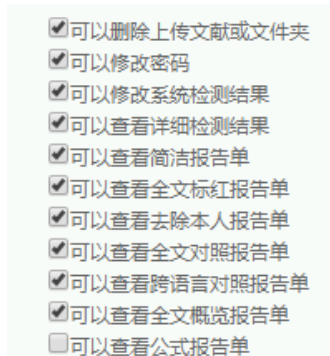 可以删除上传文献或文件夹
可以修改密码
可以修改系统检测结果
可以查看详细检测结果
可以查看简洁报告单
可以查看全文标红报告单
可以查看去除本人报告单
可以查看全文对照报告单
可以查看跨语言对照报告单
可以查看全文概览报告单
可以查看公式报告单